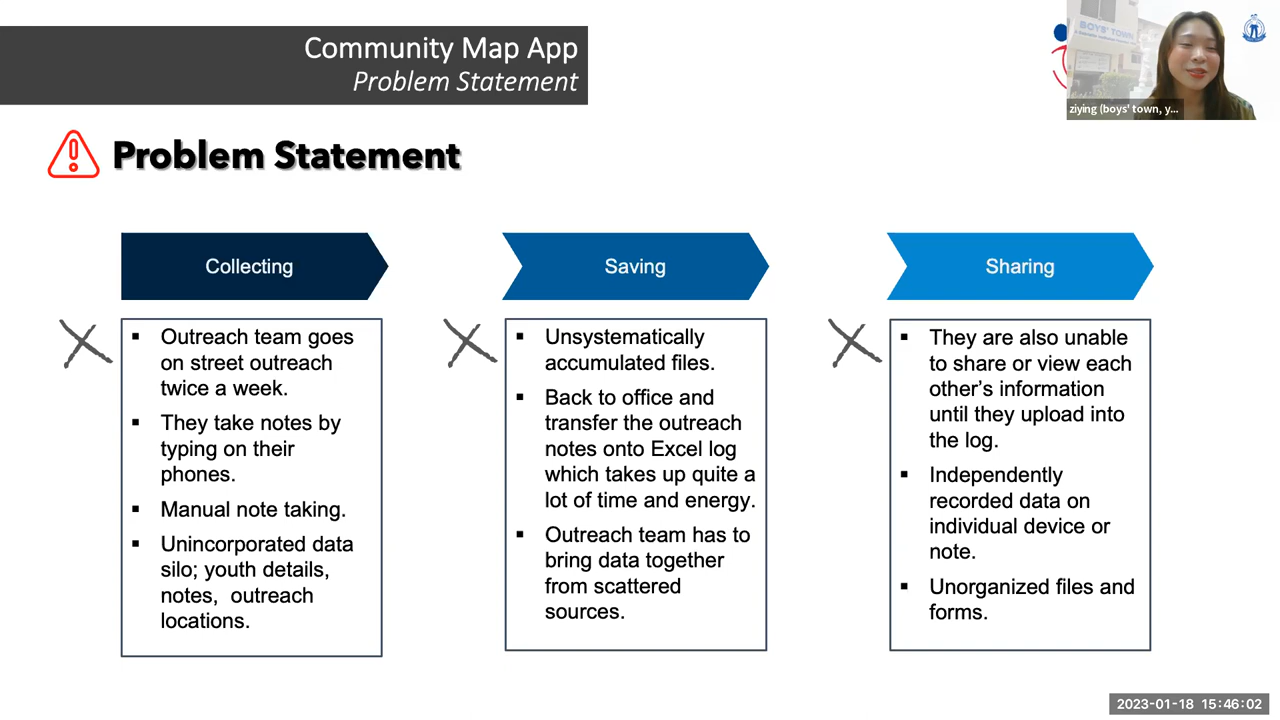 Community Map App
Problem Statement
BOYS' TOWN
ziying (boys' town, y...
Problem Statement
Collecting
Saving
Sharing
▪ Outreach team goes
on street outreach
twice a week.
▪ They take notes by
typing on their
phones.
▪ Manual note taking.
▪ Unincorporated data
silo; youth details,
notes, outreach
locations.
▪ Unsystematically
accumulated files.
▪ Back to office and
transfer the outreach
notes onto Excel log
which takes up quite a
lot of time and energy.
▪ Outreach team has to
bring data together
from scattered
sources.
▪ They are also unable
to share or view each
other's information
until they upload into
the log.
▪ Independently
recorded data on
individual device or
note.
▪ Unorganized files and
forms.
2023-01-18 15:46:02